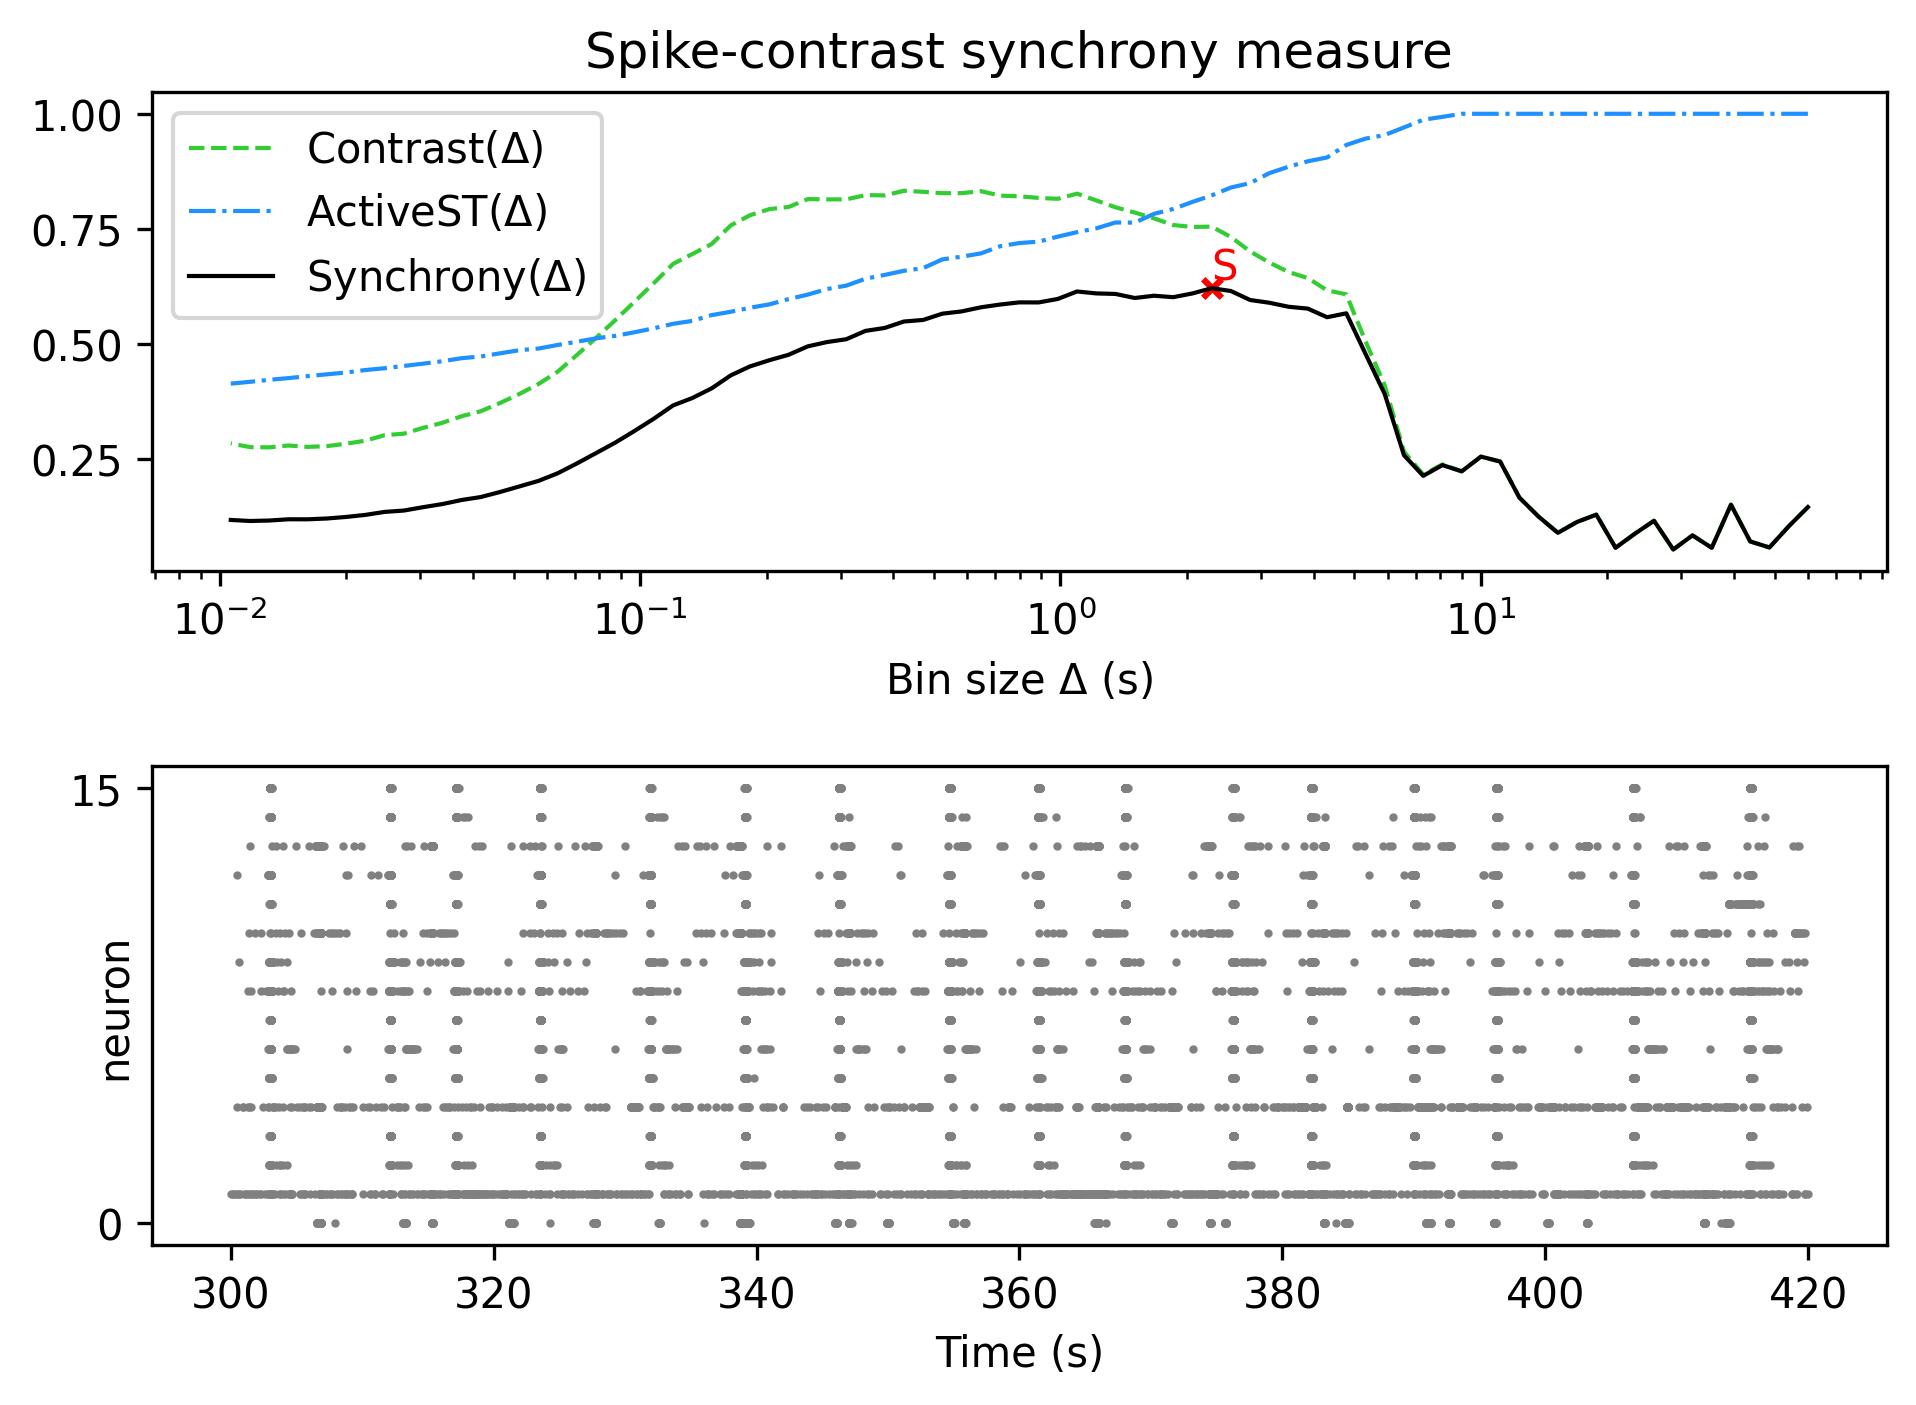 Spike-contrast synchrony measure
1.00
0.75
0.50
0.25
Contrast(Δ)
ActiveST(Δ)
Synchrony(Δ)
S
10⁻² 10⁻¹ 10⁰ 10¹
Bin size Δ (s)
15
0
neuron
300 320 340 360 380 400 420
Time (s)